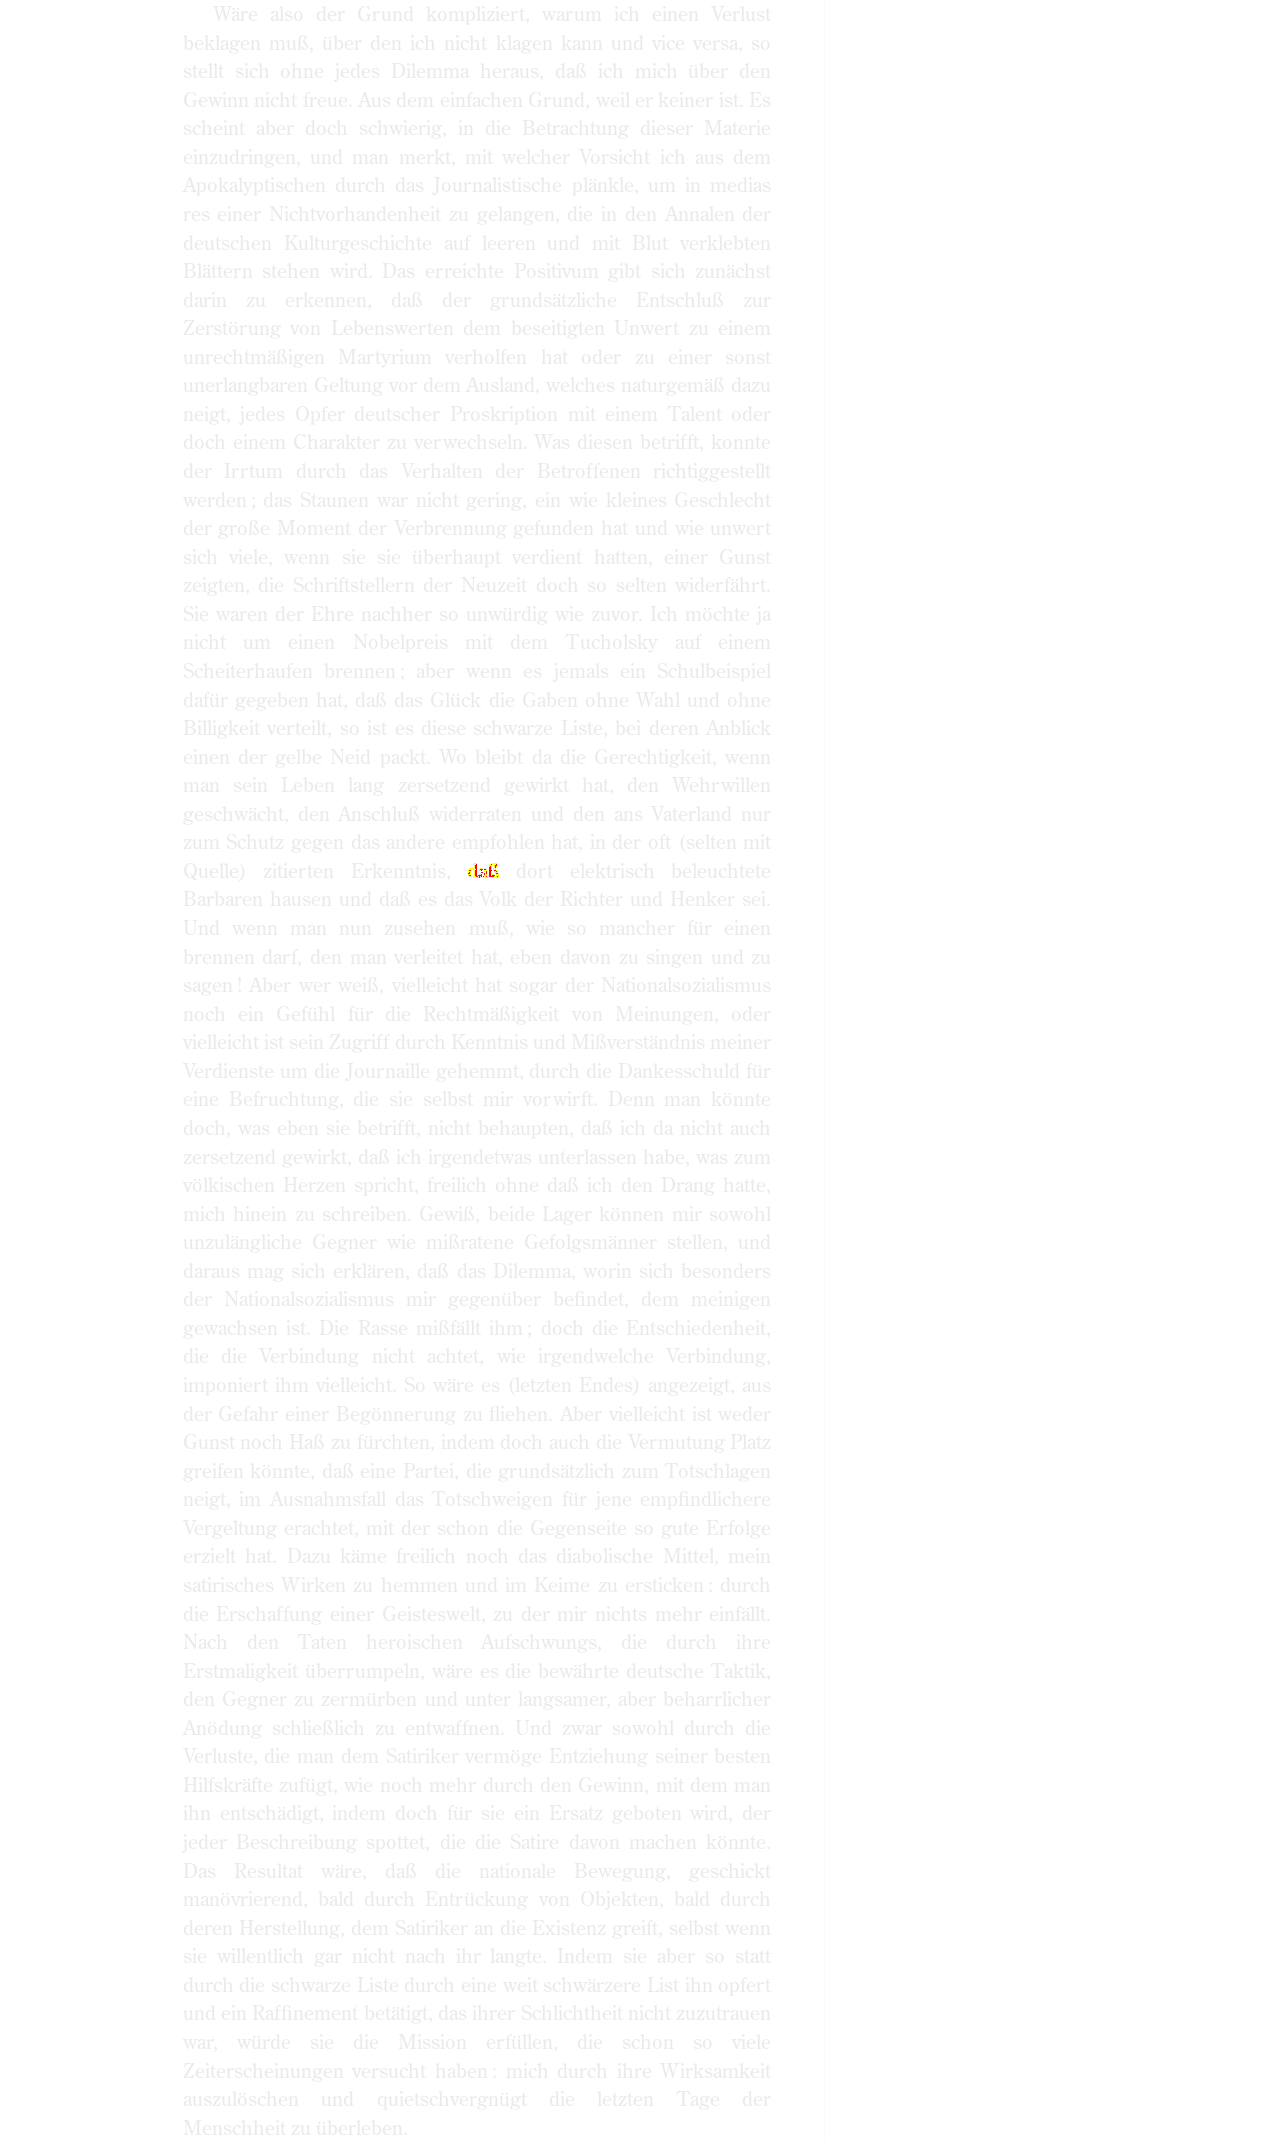 Wäre also der Grund kompliziert, warum ich einen Verlust
beklagen muß, über den ich nicht klagen kann und vice versa, so
stellt sich ohne jedes Dilemma heraus, daß ich mich über den
Gewinn nicht freue. Aus dem einfachen Grund, weil er keiner ist. Es
scheint aber doch schwierig, in die Betrachtung dieser Materie
einzudringen, und man merkt, mit welcher Vorsicht ich aus dem
Apokalyptischen durch das Journalistische plänkle, um in medias
res einer Nichtvorhandenheit zu gelangen, die in den Annalen der
deutschen Kulturgeschichte auf leeren und mit Blut verklebten
Blättern stehen wird. Das erreichte Positivum gibt sich zunächst
darin zu erkennen, daß der grundsätzliche Entschluß zur
Zerstörung von Lebenswerten dem beseitigten Unwert zu einem
unrechtmäßigen Martyrium verholfen hat oder zu einer sonst
unerlangbaren Geltung vor dem Ausland, welches naturgemäß dazu
neigt, jedes Opfer deutscher Proskription mit einem Talent oder
doch einem Charakter zu verwechseln. Was diesen betrifft, konnte
der Irrtum durch das Verhalten der Betroffenen richtiggestellt
werden ; das Staunen war nicht gering, ein wie kleines Geschlecht
der große Moment der Verbrennung gefunden hat und wie unwert
sich viele, wenn sie sie überhaupt verdient hatten, einer Gunst
zeigten, die Schriftstellern der Neuzeit doch so selten widerfährt.
Sie waren der Ehre nachher so unwürdig wie zuvor. Ich möchte ja
nicht um einen Nobelpreis mit dem Tucholsky auf einem
Scheiterhaufen brennen ; aber wenn es jemals ein Schulbeispiel
dafür gegeben hat, daß das Glück die Gaben ohne Wahl und ohne
Billigkeit verteilt, so ist es diese schwarze Liste, bei deren Anblick
einen der gelbe Neid packt. Wo bleibt da die Gerechtigkeit, wenn
man sein Leben lang zersetzend gewirkt hat, den Wehrwillen
geschwächt, den Anschluß widerraten und den ans Vaterland nur
zum Schutz gegen das andere empfohlen hat, in der oft (selten mit
Quelle) zitierten Erkenntnis, daß dort elektrisch beleuchtete
Barbaren hausen und daß es das Volk der Richter und Henker sei.
Und wenn man nun zusehen muß, wie so mancher für einen
brennen darf, den man verleitet hat, eben davon zu singen und zu
sagen ! Aber wer weiß, vielleicht hat sogar der Nationalsozialismus
noch ein Gefühl für die Rechtmäßigkeit von Meinungen, oder
vielleicht ist sein Zugriff durch Kenntnis und Mißverständnis meiner
Verdienste um die Journaille gehemmt, durch die Dankesschuld für
eine Befruchtung, die sie selbst mir vorwirft. Denn man könnte
doch, was eben sie betrifft, nicht behaupten, daß ich da nicht auch
zersetzend gewirkt, daß ich irgendetwas unterlassen habe, was zum
völkischen Herzen spricht, freilich ohne daß ich den Drang hatte,
mich hinein zu schreiben. Gewiß, beide Lager können mir sowohl
unzulängliche Gegner wie mißratene Gefolgsmänner stellen, und
daraus mag sich erklären, daß das Dilemma, worin sich besonders
der Nationalsozialismus mir gegenüber befindet, dem meinigen
gewachsen ist. Die Rasse mißfällt ihm ; doch die Entschiedenheit,
die die Verbindung nicht achtet, wie irgendwelche Verbindung,
imponiert ihm vielleicht. So wäre es (letzten Endes) angezeigt, aus
der Gefahr einer Begönnerung zu fliehen. Aber vielleicht ist weder
Gunst noch Haß zu fürchten, indem doch auch die Vermutung Platz
greifen könnte, daß eine Partei, die grundsätzlich zum Totschlagen
neigt, im Ausnahmsfall das Totschweigen für jene empfindlichere
Vergeltung erachtet, mit der schon die Gegenseite so gute Erfolge
erzielt hat. Dazu käme freilich noch das diabolische Mittel, mein
satirisches Wirken zu hemmen und im Keime zu ersticken : durch
die Erschaffung einer Geisteswelt, zu der mir nichts mehr einfällt.
Nach den Taten heroischen Aufschwungs, die durch ihre
Erstmaligkeit überrumpeln, wäre es die bewährte deutsche Taktik,
den Gegner zu zermürben und unter langsamer, aber beharrlicher
Anödung schließlich zu entwaffnen. Und zwar sowohl durch die
Verluste, die man dem Satiriker vermöge Entziehung seiner besten
Hilfskräfte zufügt, wie noch mehr durch den Gewinn, mit dem man
ihn entschädigt, indem doch für sie ein Ersatz geboten wird, der
jeder Beschreibung spottet, die die Satire davon machen könnte.
Das Resultat wäre, daß die nationale Bewegung, geschickt
manövrierend, bald durch Entrückung von Objekten, bald durch
deren Herstellung, dem Satiriker an die Existenz greift, selbst wenn
sie willentlich gar nicht nach ihr langte. Indem sie aber so statt
durch die schwarze Liste durch eine weit schwärzere List ihn opfert
und ein Raffinement betätigt, das ihrer Schlichtheit nicht zuzutrauen
war, würde sie die Mission erfüllen, die schon so viele
Zeiterscheinungen versucht haben : mich durch ihre Wirksamkeit
auszulöschen und quietschvergnügt die letzten Tage der
Menschheit zu überleben.